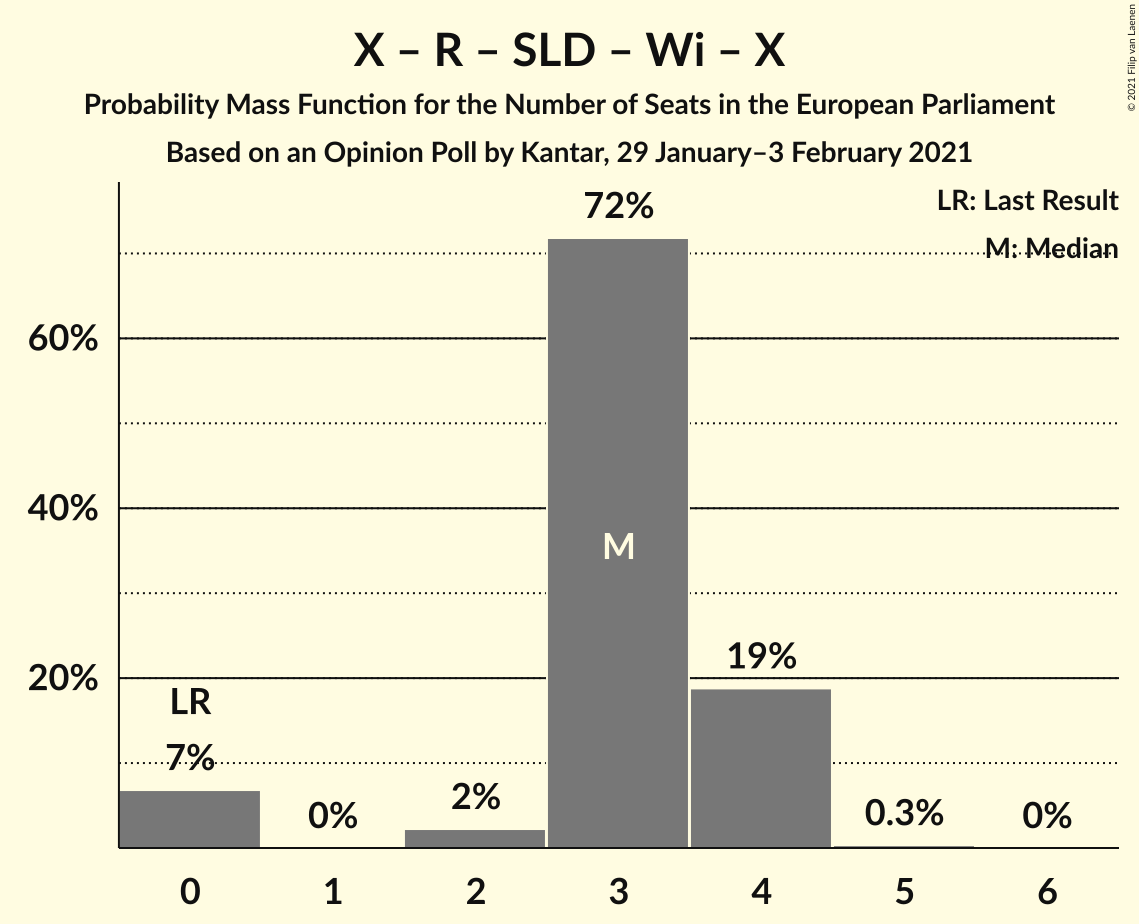 X – R – SLD – Wi – X
Probability Mass Function for the Number of Seats in the European Parliament
Based on an Opinion Poll by Kantar, 29 January–3 February 2021
© 2021 Filip van Laenen
LR: Last Result
M: Median
72%
60%
40%
M
19%
20%
LR
7%
0%
2%
0.3%
0%
0 1 2 3 4 5 6